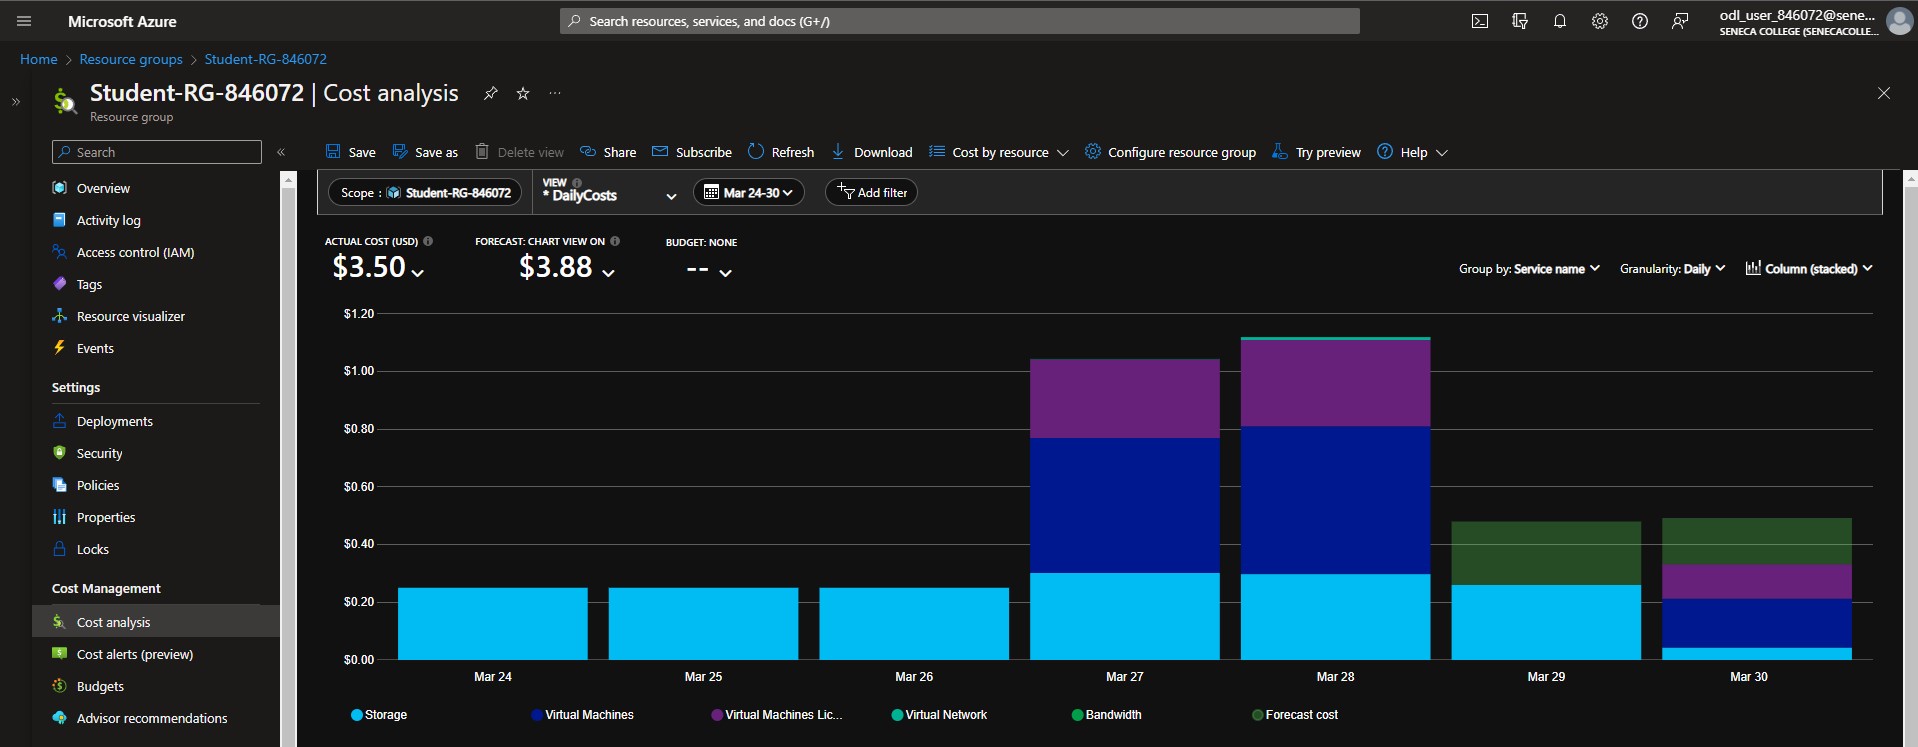 Microsoft Azure
Search resources, services, and docs (G+/)
odl_user_846072@sene...
SENECA COLLEGE (SENECACOLLE...
Home > Resource groups > Student-RG-846072
Student-RG-846072 | Cost analysis
Resource group
Search
Save
Save as
Delete view
Share
Subscribe
Refresh
Download
Cost by resource
Configure resource group
Try preview
Help
Overview
Activity log
Access control (IAM)
Tags
Resource visualizer
Events
Settings
Deployments
Security
Policies
Properties
Locks
Cost Management
Cost analysis
Cost alerts (preview)
Budgets
Advisor recommendations
Scope : Student-RG-846072
VIEW
* DailyCosts
Mar 24-30
Add filter
ACTUAL COST (USD)
$3.50
FORECAST: CHART VIEW ON
$3.88
BUDGET: NONE
--
Group by: Service name
Granularity: Daily
Column (stacked)
$1.20
$1.00
$0.80
$0.60
$0.40
$0.20
$0.00
Mar 24
Mar 25
Mar 26
Mar 27
Mar 28
Mar 29
Mar 30
Storage
Virtual Machines
Virtual Machines Lic...
Virtual Network
Bandwidth
Forecast cost